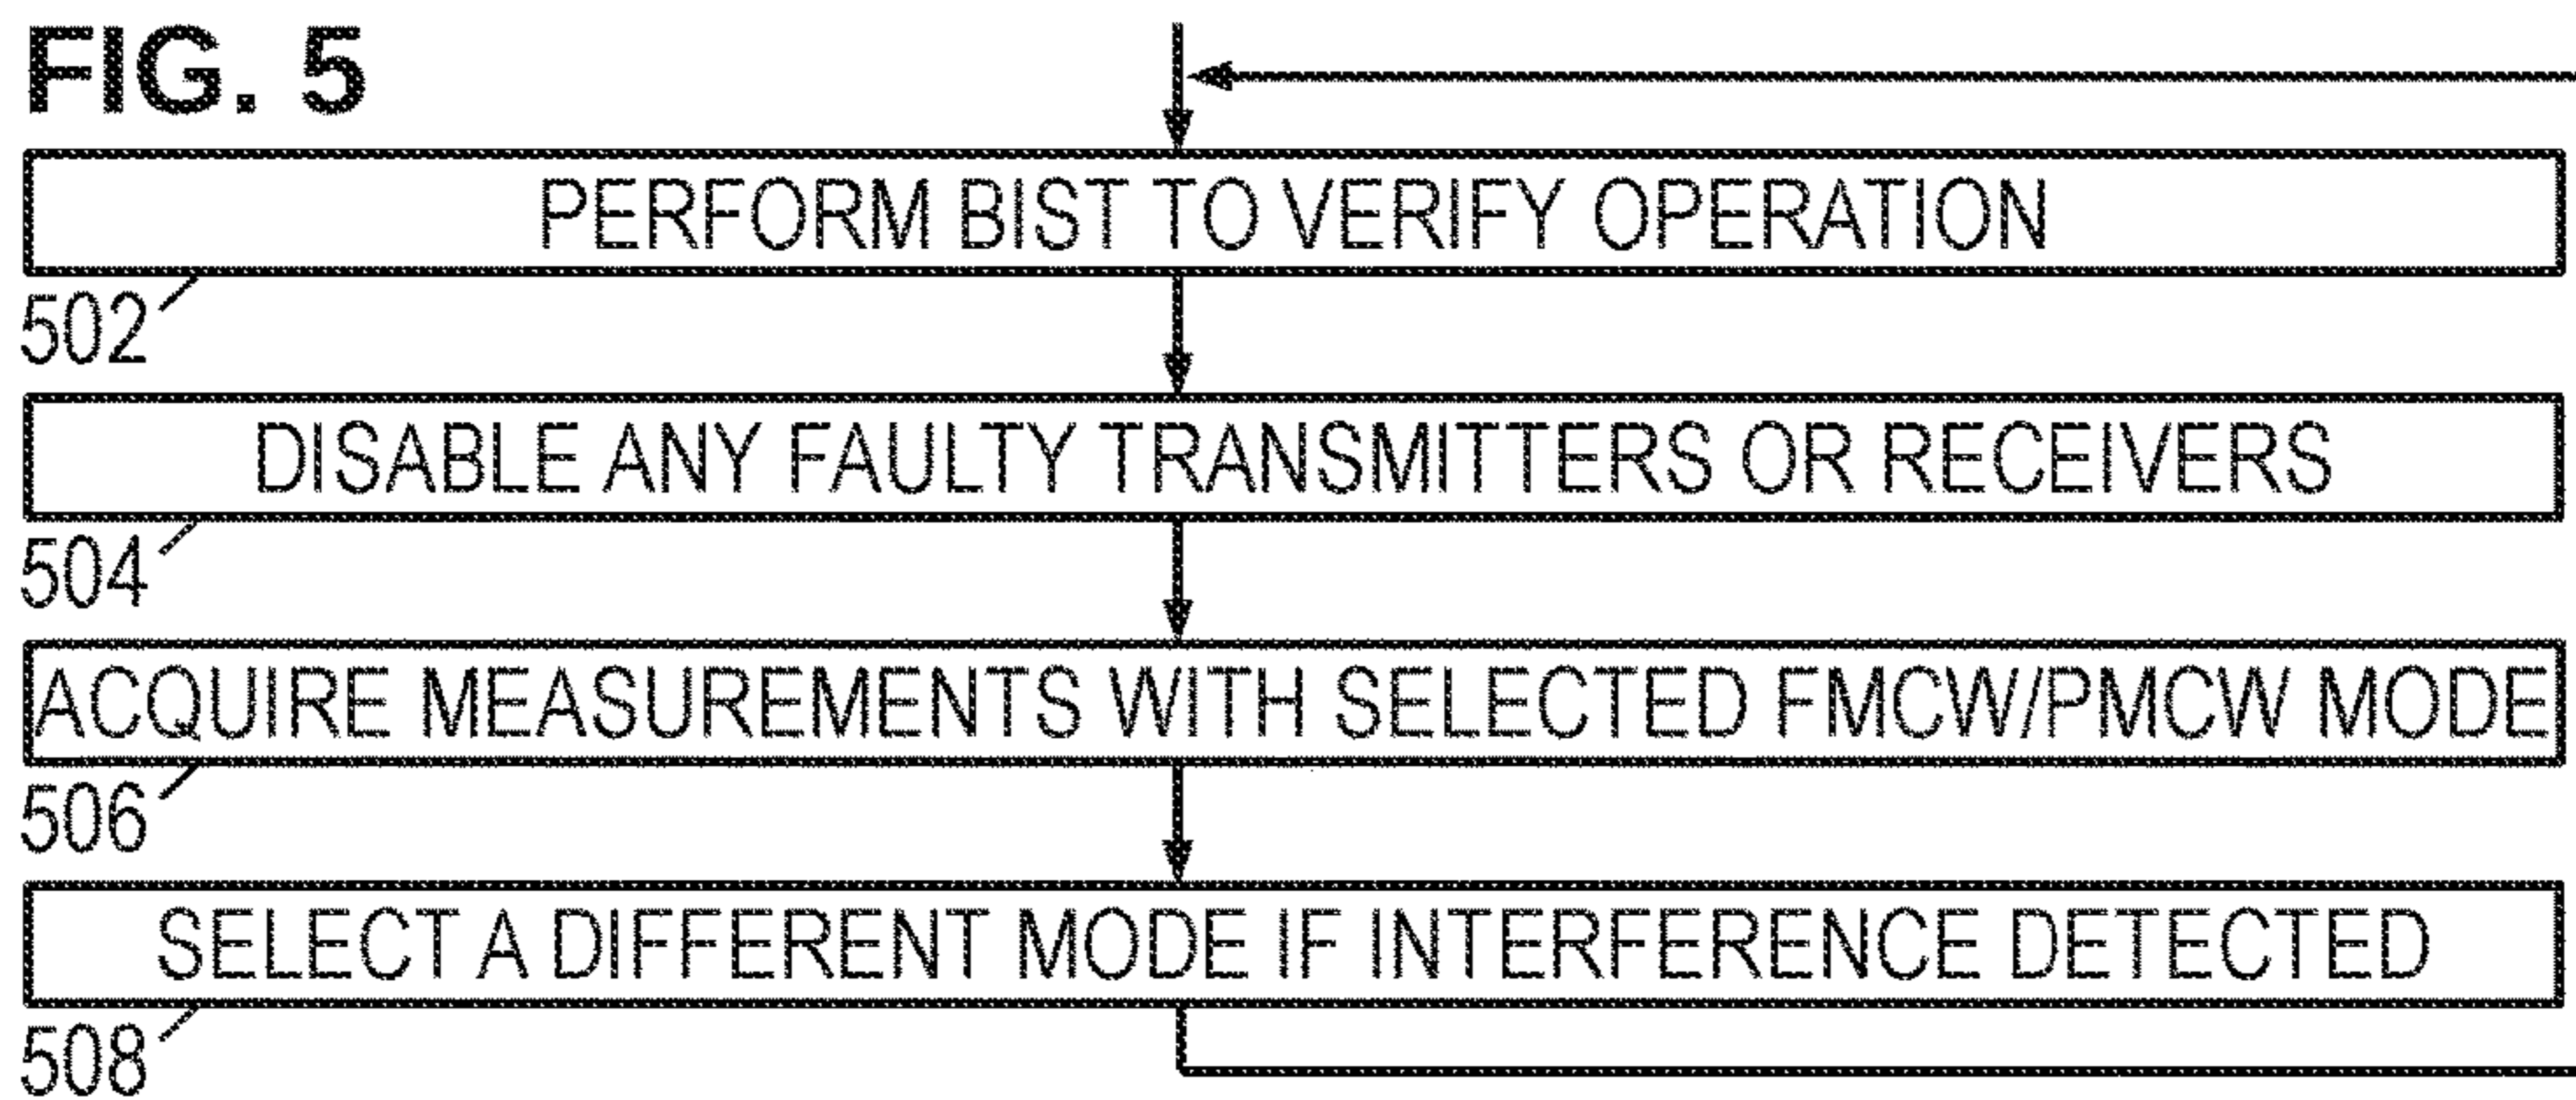 FIG. 5
PERFORM BIST TO VERIFY OPERATION
502
DISABLE ANY FAULTY TRANSMITTERS OR RECEIVERS
504
ACQUIRE MEASUREMENTS WITH SELECTED FMCW/PMCW MODE
506
SELECT A DIFFERENT MODE IF INTERFERENCE DETECTED
508